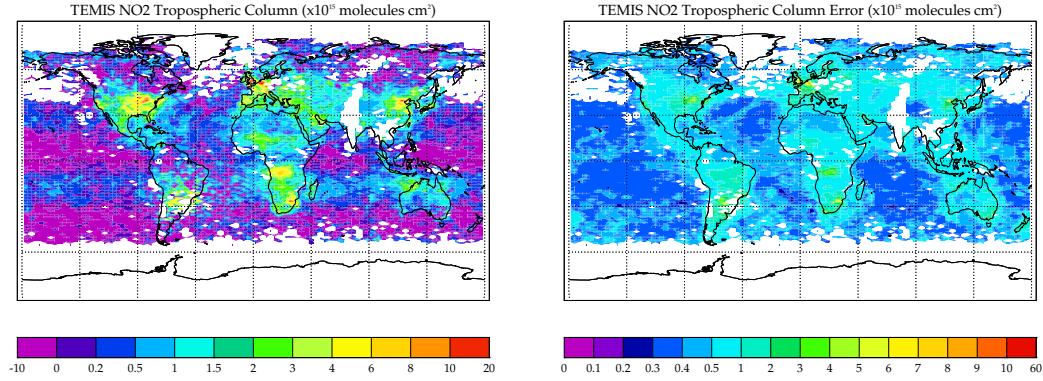 TEMIS NO2 Tropospheric Column (x10¹⁵ molecules cm²)
TEMIS NO2 Tropospheric Column Error (x10¹⁵ molecules cm²)
-10 0 0.2 0.5 1 1.5 2 3 4 6 8 10 20
0 0.1 0.2 0.3 0.4 0.5 1 2 3 4 5 6 7 8 9 10 60